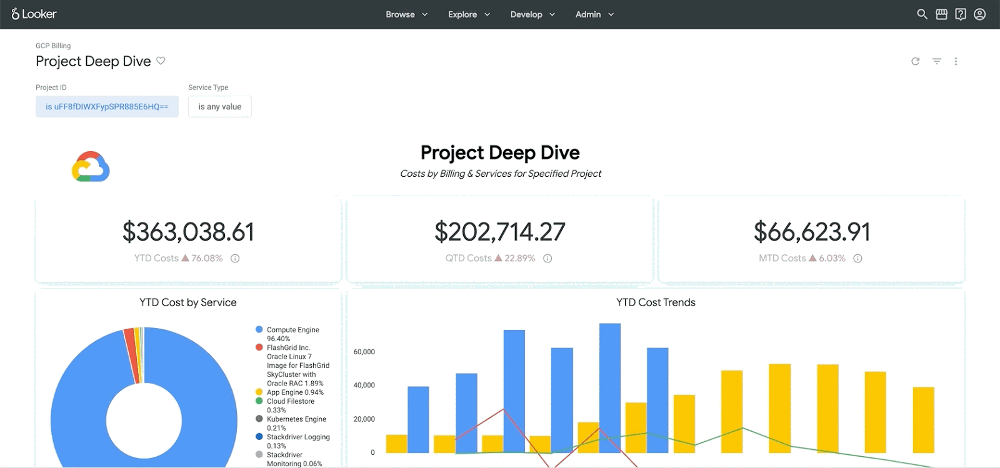 Looker
Browse
Explore
Develop
Admin
GCP Billing
Project Deep Dive
Project ID
Service Type
is uFF8fDIWXFypSPR885E6HQ==
is any value
Project Deep Dive
Costs by Billing & Services for Specified Project
$363,038.61
YTD Costs ▲ 76.08%
$202,714.27
QTD Costs ▲ 22.89%
$66,623.91
MTD Costs ▲ 6.03%
YTD Cost by Service
Compute Engine
96.40%
FlashGrid Inc.
Oracle Linux 7
Image for FlashGrid
SkyCluster with
Oracle RAC 1.89%
App Engine 0.94%
Cloud Filestore
0.33%
Kubernetes Engine
0.21%
Stackdriver Logging
0.13%
Stackdriver
Monitoring 0.06%
YTD Cost Trends
60,000
40,000
20,000
0